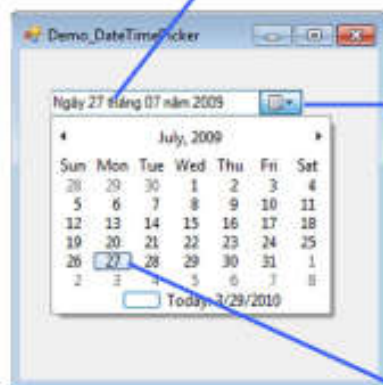 Demo_DateTimePicker
Ngày 27 tháng 07 năm 2009
July, 2009
Sun Mon Tue Wed Thu Fri Sat
28 29 30 1 2 3 4
5 6 7 8 9 10 11
12 13 14 15 16 17 18
19 20 21 22 23 24 25
26 27 28 29 30 31 1
2 3 4 5 6 7 8
Today: 3/29/2010